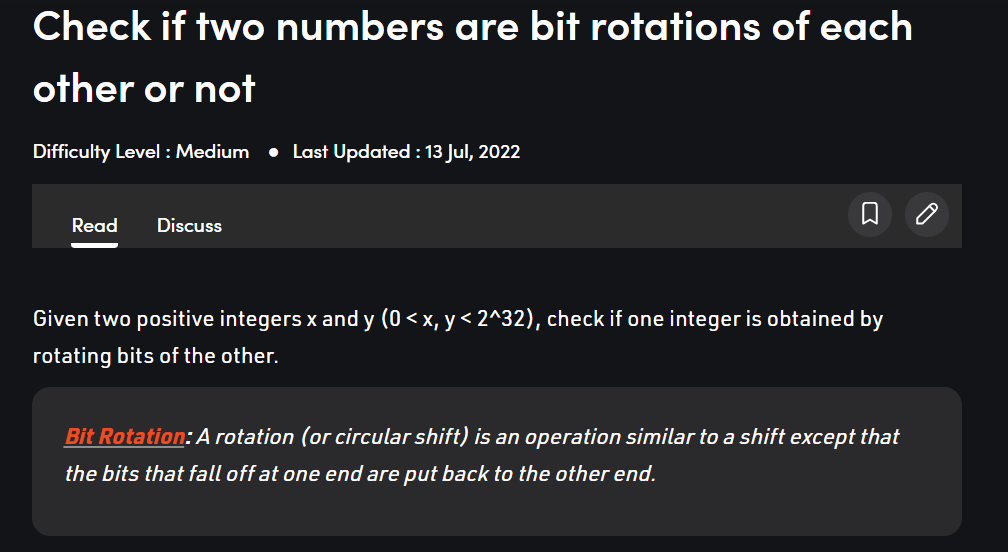 Check if two numbers are bit rotations of each
other or not
Difficulty Level : Medium ● Last Updated : 13 Jul, 2022
Read Discuss
Given two positive integers x and y (0 < x, y < 2^32), check if one integer is obtained by
rotating bits of the other.
Bit Rotation: A rotation (or circular shift) is an operation similar to a shift except that
the bits that fall off at one end are put back to the other end.